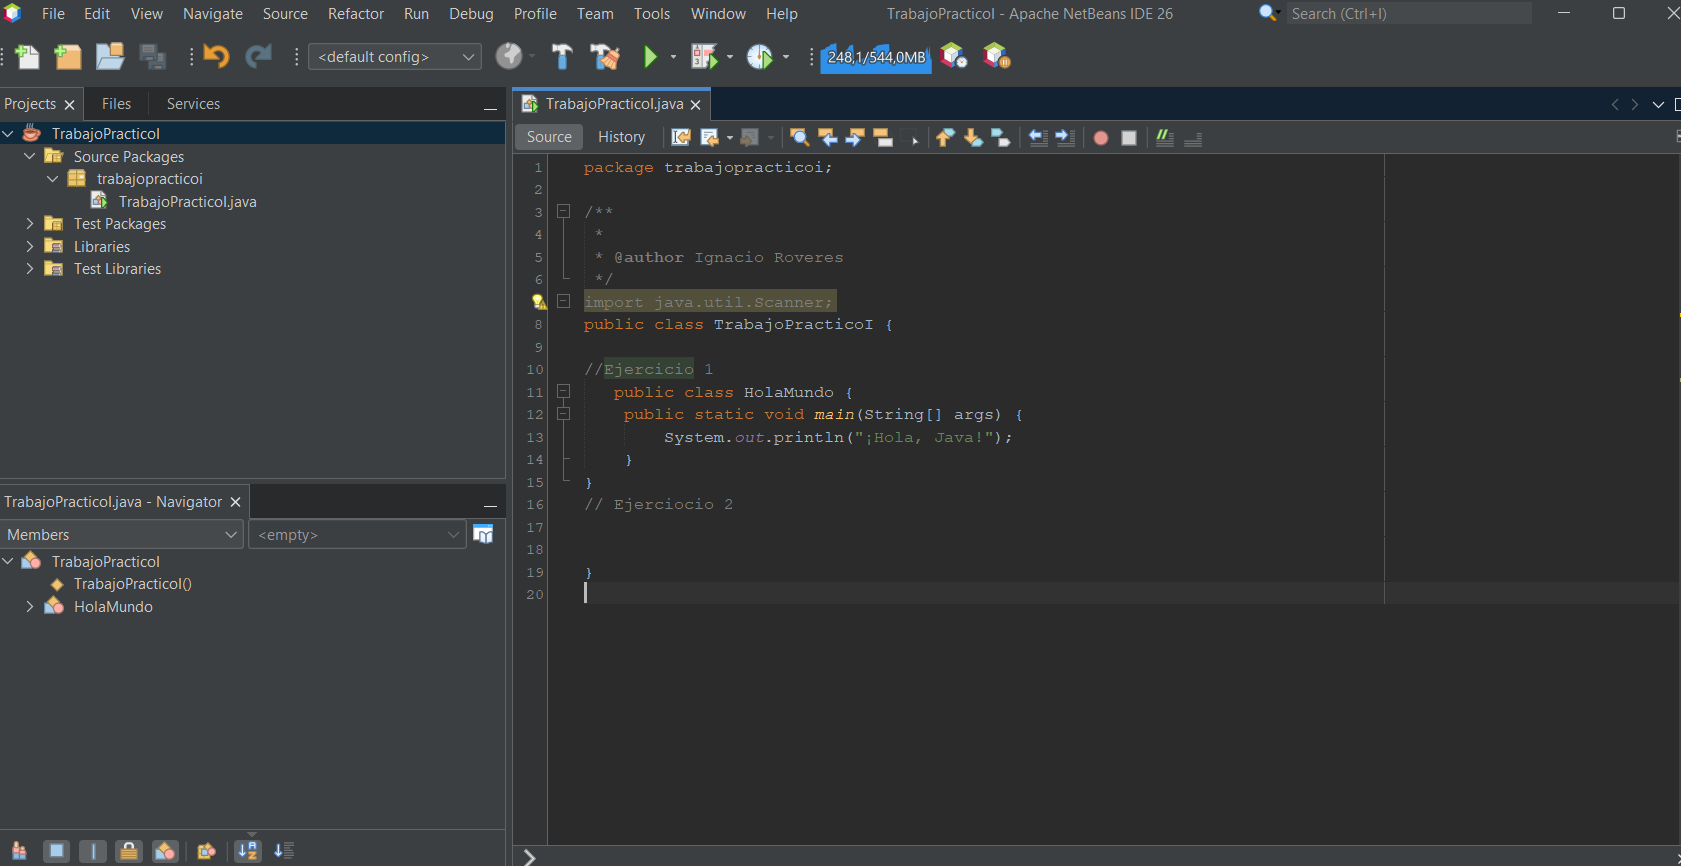 File Edit View Navigate Source Refactor Run Debug Profile Team Tools Window Help TrabajoPracticoI - Apache NetBeans IDE 26 Search (Ctrl+I)
<default config> 248,1/544,0MB
Projects Files Services
TrabajoPracticoI
Source Packages
trabajopracticoi
TrabajoPracticoI.java
Test Packages
Libraries
Test Libraries
TrabajoPracticoI.java - Navigator
Members <empty>
TrabajoPracticoI
TrabajoPracticoI()
HolaMundo
TrabajoPracticoI.java
Source History
1 package trabajopracticoi;
2
3 /**
4 *
5 * @author Ignacio Roveres
6 */
import java.util.Scanner;
8 public class TrabajoPracticoI {
9
10 //Ejercicio 1
11 public class HolaMundo {
12 public static void main(String[] args) {
13 System.out.println("¡Hola, Java!");
14 }
15 }
16 // Ejerciocio 2
17
18
19 }
20